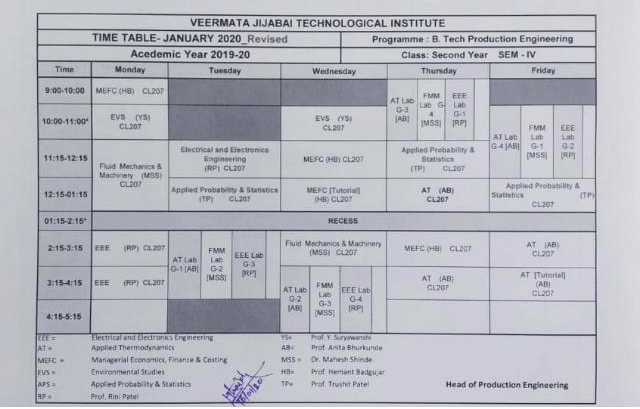 VEERMATA JIJABAI TECHNOLOGICAL INSTITUTE
TIME TABLE- JANUARY 2020_Revised
Programme : B. Tech Production Engineering
Acedemic Year 2019-20
Class: Second Year SEM - IV
Time Monday Tuesday Wednesday Thursday Friday
9:00-10:00
MEFC (HB) CL207
AT Lab G-3 [AB]
FMM Lab G-4 [MSS]
EEE Lab G-1 [RP]
10:00-11:00*
EVS (YS)
CL207
EVS (YS)
CL207
AT Lab G-4 [AB]
FMM Lab G-1 [MSS]
EEE Lab G-2 [RP]
11:15-12:15
Fluid Mechanics &
Machinery (MSS)
CL207
Electrical and Electronics
Engineering
(RP) CL207
MEFC (HB) CL207
Applied Probability &
Statistics
(TP) CL207
12:15-01:15
Applied Probability & Statistics
(TP) CL207
MEFC [Tutorial]
(HB) CL207
AT (AB)
CL207
Applied Probability &
Statistics (TP)
CL207
01:15-2:15*
RECESS
2:15-3:15
EEE (RP) CL207
AT Lab G-1 [AB]
FMM Lab G-2 [MSS]
EEE Lab G-3 [RP]
Fluid Mechanics & Machinery
(MSS) CL207
MEFC (HB) CL207
AT (AB)
CL207
3:15-4:15
EEE (RP) CL207
AT Lab G-2 [AB]
FMM Lab G-3 [MSS]
EEE Lab G-4 [RP]
AT (AB)
CL207
AT [Tutorial]
(AB)
CL207
4:15-5:15
EEE = Electrical and Electronics Engineering YS= Prof. Y. Suryawanshi
AT = Applied Thermodynamics AB= Prof. Anita Bhurkunde
MEFC = Managerial Economics, Finance & Costing MSS = Dr. Mahesh Shinde
EVS = Environmental Studies HB= Prof. Hemant Badgujar
APS = Applied Probability & Statistics TP= Prof. Trushit Patel
RP = Prof. Rini Patel
Head of Production Engineering